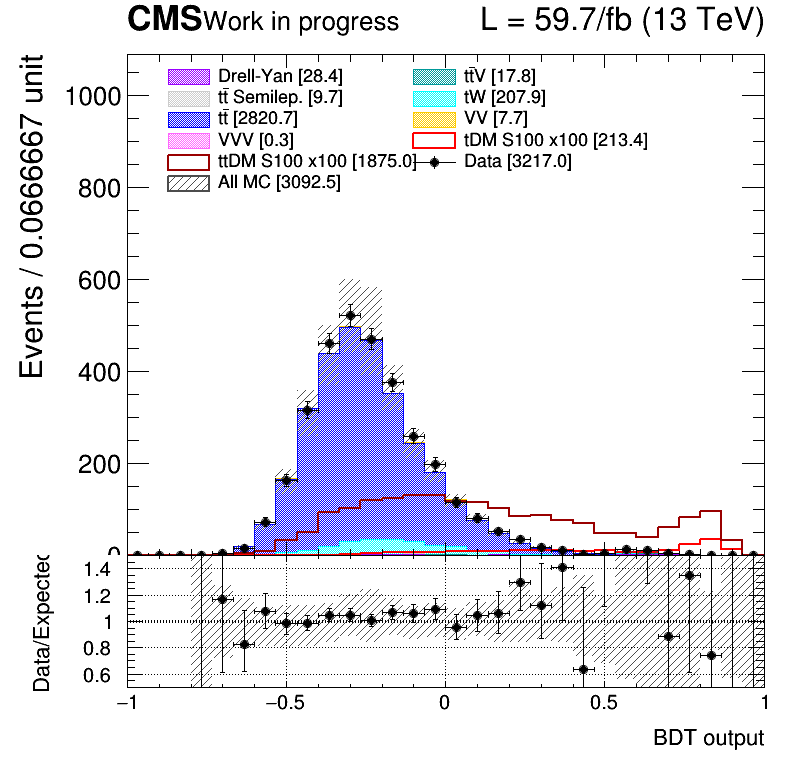 CMS Work in progress L = 59.7/fb (13 TeV)
Events / 0.0666667 unit
1000
800
600
400
200
0
Drell-Yan [28.4] tt̄V [17.8]
tt̄ Semilep. [9.7] tW [207.9]
tt̄ [2820.7] VV [7.7]
VVV [0.3] tDM S100 x100 [213.4]
ttDM S100 x100 [1875.0] Data [3217.0]
All MC [3092.5]
Data/Expected
1.4
1.2
1
0.8
0.6
−1 −0.5 0 0.5 1
BDT output